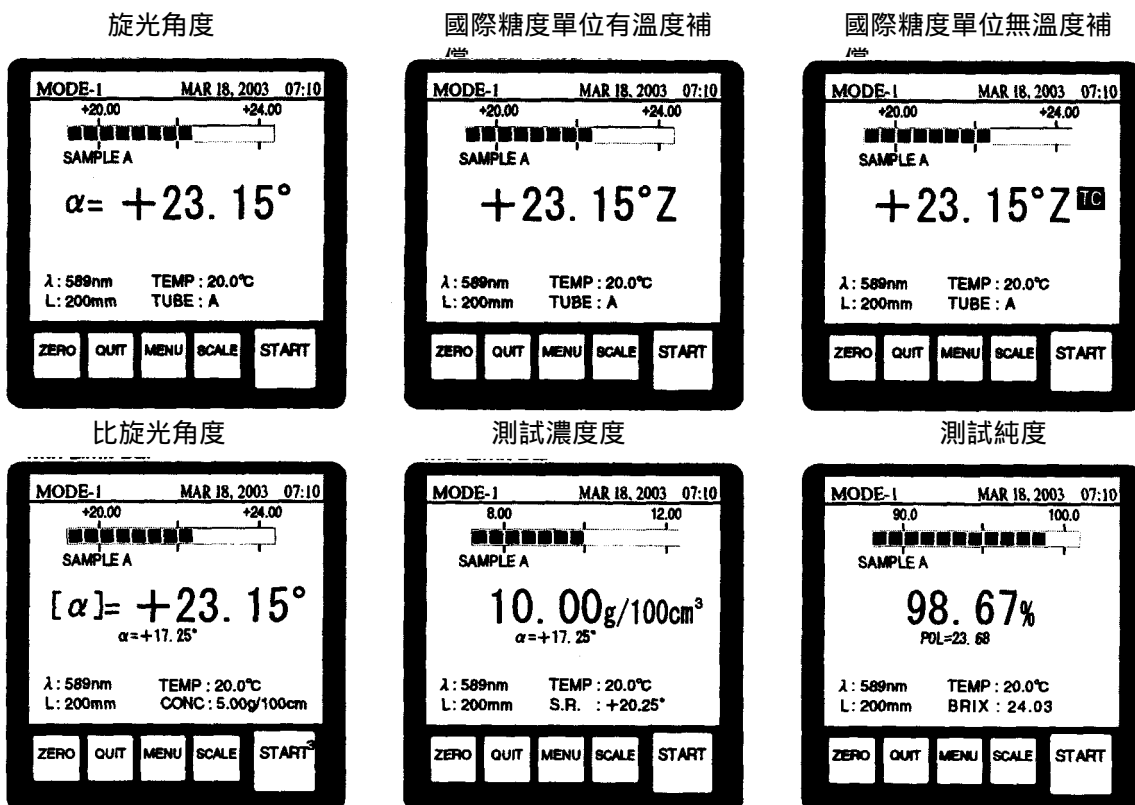 旋光角度
國際糖度單位有溫度補
償
國際糖度單位無溫度補
償
MODE-1 MAR 18, 2003 07:10
+20.00 +24.00
SAMPLE A
α= +23.15°
λ: 589nm TEMP : 20.0℃
L: 200mm TUBE : A
ZERO QUIT MENU SCALE START
MODE-1 MAR 18, 2003 07:10
+20.00 +24.00
SAMPLE A
+23.15°Z
λ: 589nm TEMP : 20.0℃
L: 200mm TUBE : A
ZERO QUIT MENU SCALE START
MODE-1 MAR 18, 2003 07:10
+20.00 +24.00
SAMPLE A
+23.15°Z TC
λ: 589nm TEMP : 20.0℃
L: 200mm TUBE : A
ZERO QUIT MENU SCALE START
比旋光角度
測試濃度度
測試純度
MODE-1 MAR 18, 2003 07:10
+20.00 +24.00
SAMPLE A
[α]= +23.15°
α=+17.25°
λ: 589nm TEMP : 20.0℃
L: 200mm CONC : 5.00g/100cm
ZERO QUIT MENU SCALE START3
MODE-1 MAR 18, 2003 07:10
8.00 12.00
SAMPLE A
10.00g/100cm³
α=+17.25°
λ: 589nm TEMP : 20.0℃
L: 200mm S.R. : +20.25°
ZERO QUIT MENU SCALE START
MODE-1 MAR 18, 2003 07:10
90.0 100.0
SAMPLE A
98.67%
POL=23.68
λ: 589nm TEMP : 20.0℃
L: 200mm BRIX : 24.03
ZERO QUIT MENU SCALE START